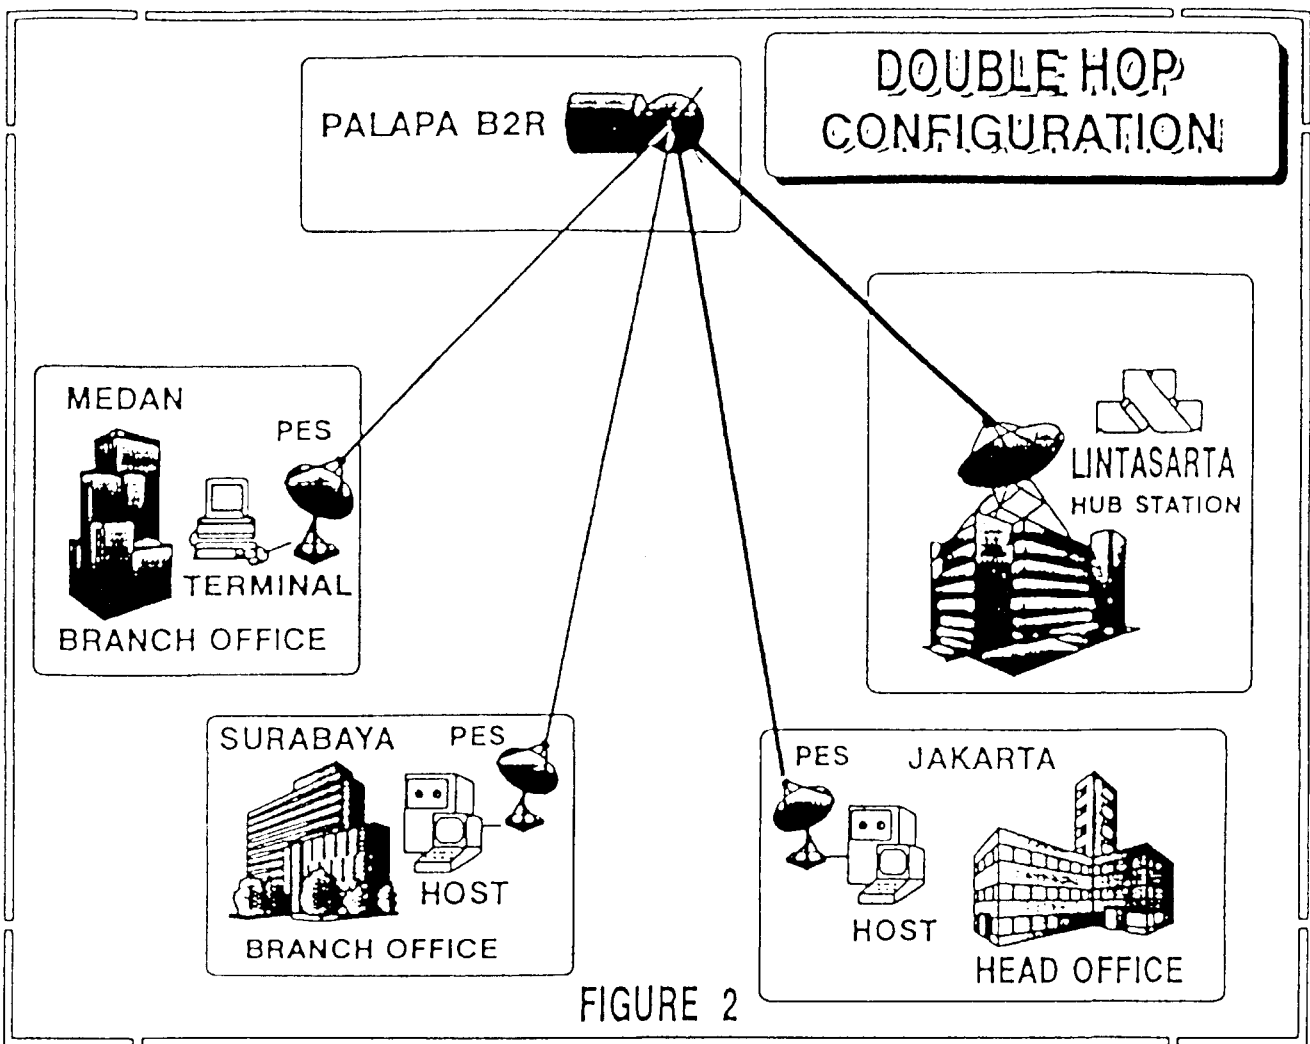 DOUBLE HOP
CONFIGURATION
PALAPA B2R
MEDAN
PES
TERMINAL
BRANCH OFFICE
LINTASARTA
HUB STATION
SURABAYA
PES
HOST
BRANCH OFFICE
PES
JAKARTA
HOST
HEAD OFFICE
FIGURE 2